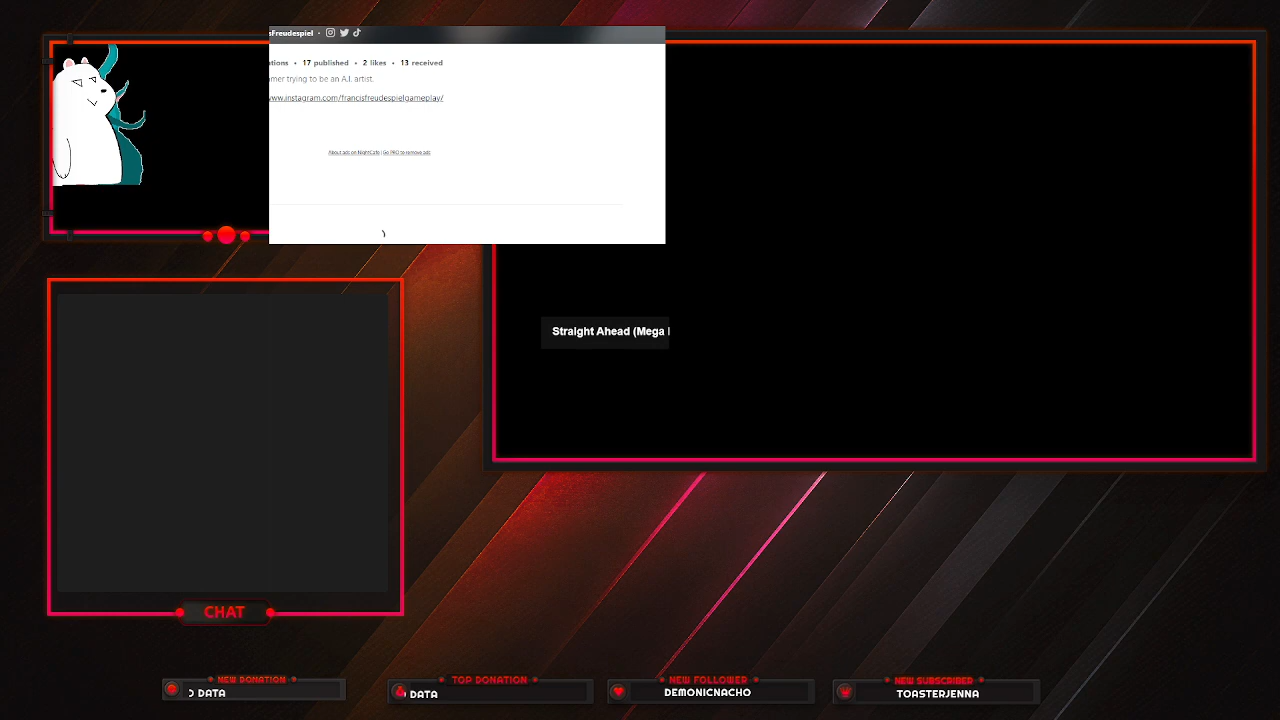 sFreudespiel •
ations • 17 published • 2 likes • 13 received
amer trying to be an A.I. artist.
www.instagram.com/francisfreudespielgameplay/
About ads on NightCafe | Go PRO to remove ads
Straight Ahead (Mega
CHAT
NEW DONATION
O DATA
TOP DONATION
DATA
NEW FOLLOWER
DEMONICNACHO
NEW SUBSCRIBER
TOASTERJENNA